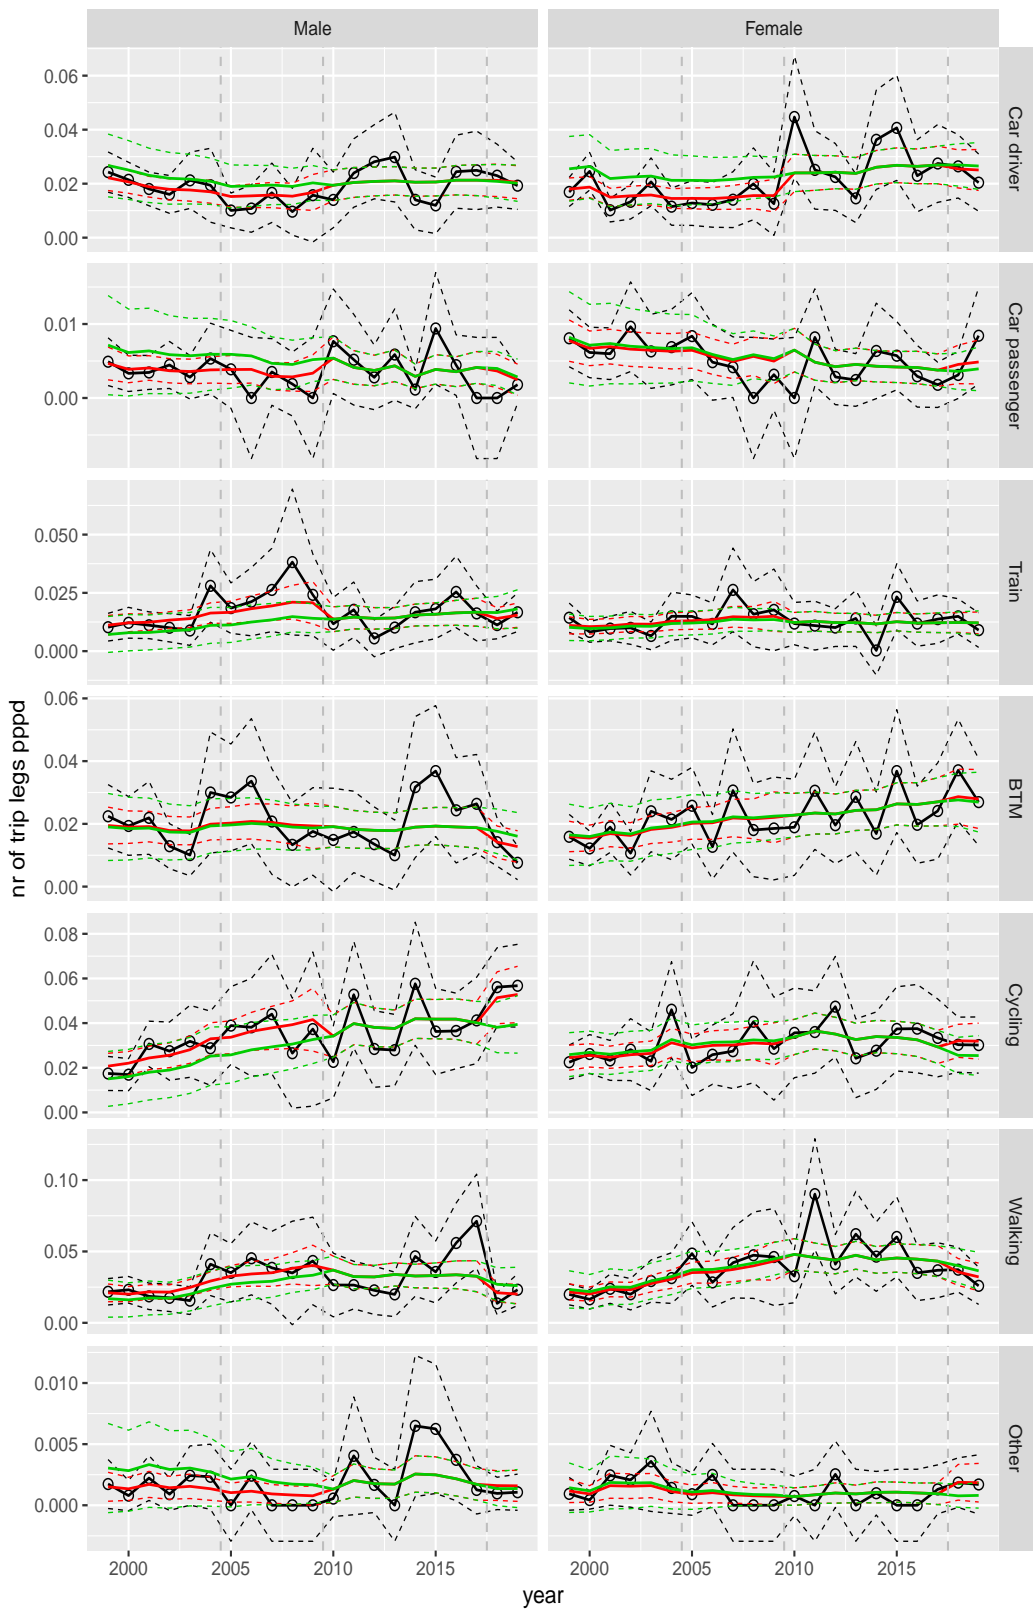 Male Female
0.06
0.04
0.02
0.00
Car driver
0.01
0.00
Car passenger
0.050
0.025
0.000
Train
0.06
0.04
0.02
0.00
BTM
nr of trip legs pppd
0.08
0.06
0.04
0.02
0.00
Cycling
0.10
0.05
0.00
Walking
0.010
0.005
0.000
Other
2000 2005 2010 2015 2000 2005 2010 2015
year